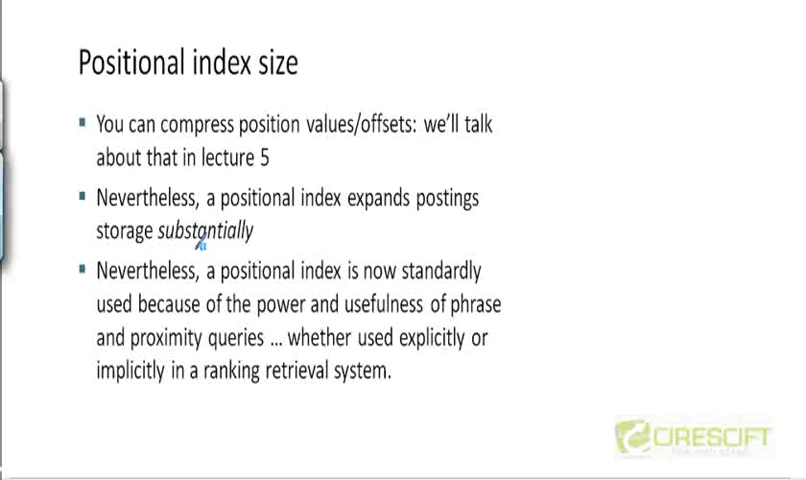 Positional index size
▪ You can compress position values/offsets: we'll talk
about that in lecture 5
▪ Nevertheless, a positional index expands postings
storage substantially
▪ Nevertheless, a positional index is now standardly
used because of the power and usefulness of phrase
and proximity queries ... whether used explicitly or
implicitly in a ranking retrieval system.